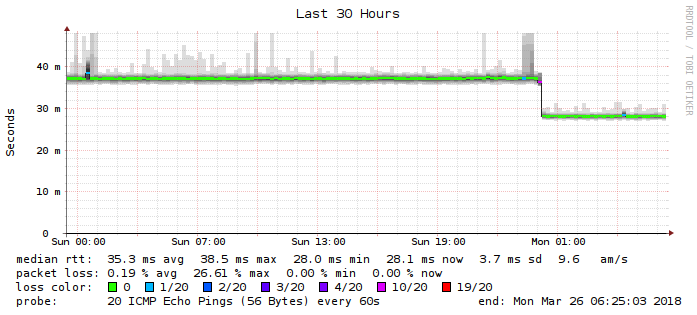 Last 30 Hours
RRDTOOL / TOBI OETIKER
Seconds
40 m
30 m
20 m
10 m
0
Sun 00:00 Sun 07:00 Sun 13:00 Sun 19:00 Mon 01:00
median rtt: 35.3 ms avg 38.5 ms max 28.0 ms min 28.1 ms now 3.7 ms sd 9.6 am/s
packet loss: 0.19 % avg 26.61 % max 0.00 % min 0.00 % now
loss color: 0 1/20 2/20 3/20 4/20 10/20 19/20
probe: 20 ICMP Echo Pings (56 Bytes) every 60s end: Mon Mar 26 06:25:03 2018